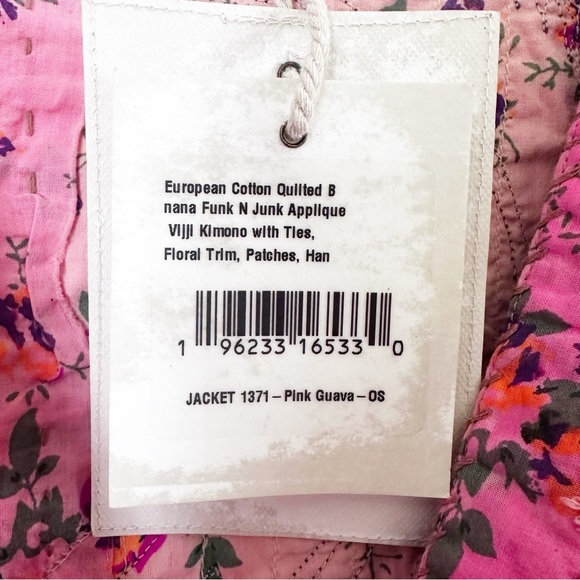 European Cotton Quilted B
nana Funk N Junk Applique
Vijji Kimono with Ties,
Floral Trim, Patches, Han
1 96233 16533 0
JACKET 1371-Pink Guava-OS